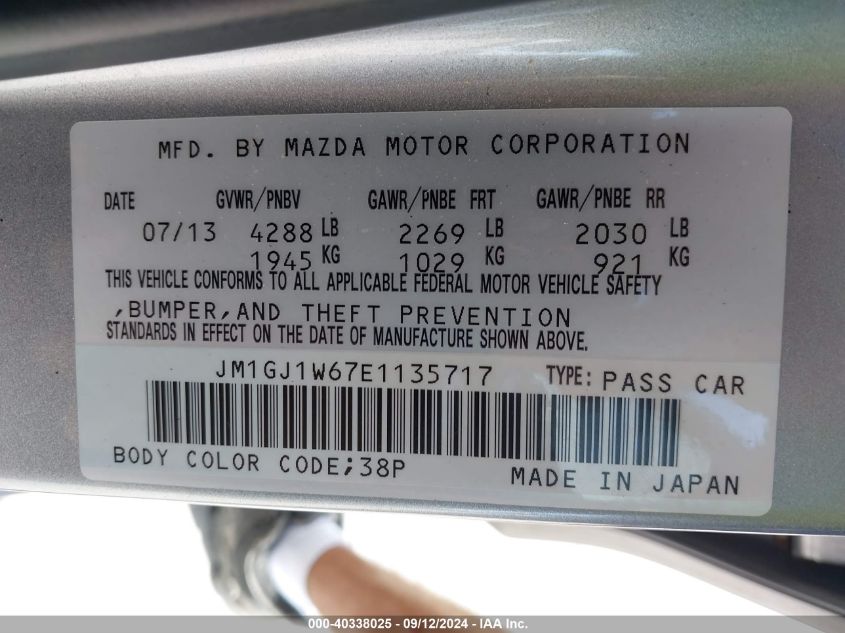 MFD. BY MAZDA MOTOR CORPORATION
DATE GVWR/PNBV GAWR/PNBE FRT GAWR/PNBE RR
07/13 4288 LB 2269 LB 2030 LB
1945 KG 1029 KG 921 KG
THIS VEHICLE CONFORMS TO ALL APPLICABLE FEDERAL MOTOR VEHICLE SAFETY
,BUMPER,AND THEFT PREVENTION
STANDARDS IN EFFECT ON THE DATE OF MANUFACTURE SHOWN ABOVE.
JM1GJ1W67E1135717 TYPE: PASS CAR
BODY COLOR CODE;38P MADE IN JAPAN
000-40338025 - 09/12/2024 - IAA Inc.